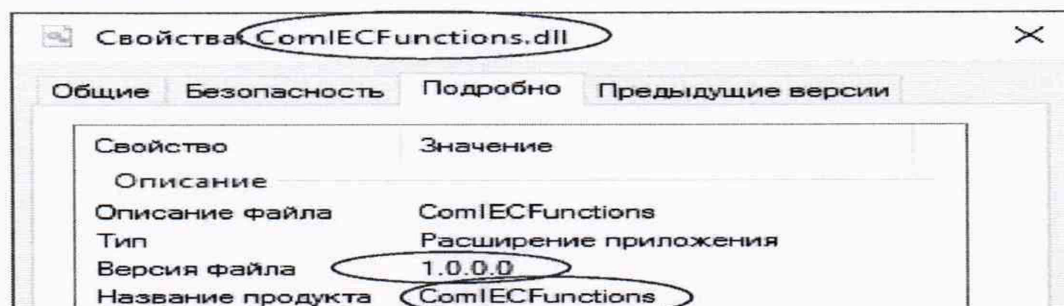 Свойства: ComIECFunctions.dll
Общие Безопасность Подробно Предыдущие версии
Свойство Значение
Описание
Описание файла ComIECFunctions
Тип Расширение приложения
Версия файла 1.0.0.0
Название продукта ComIECFunctions